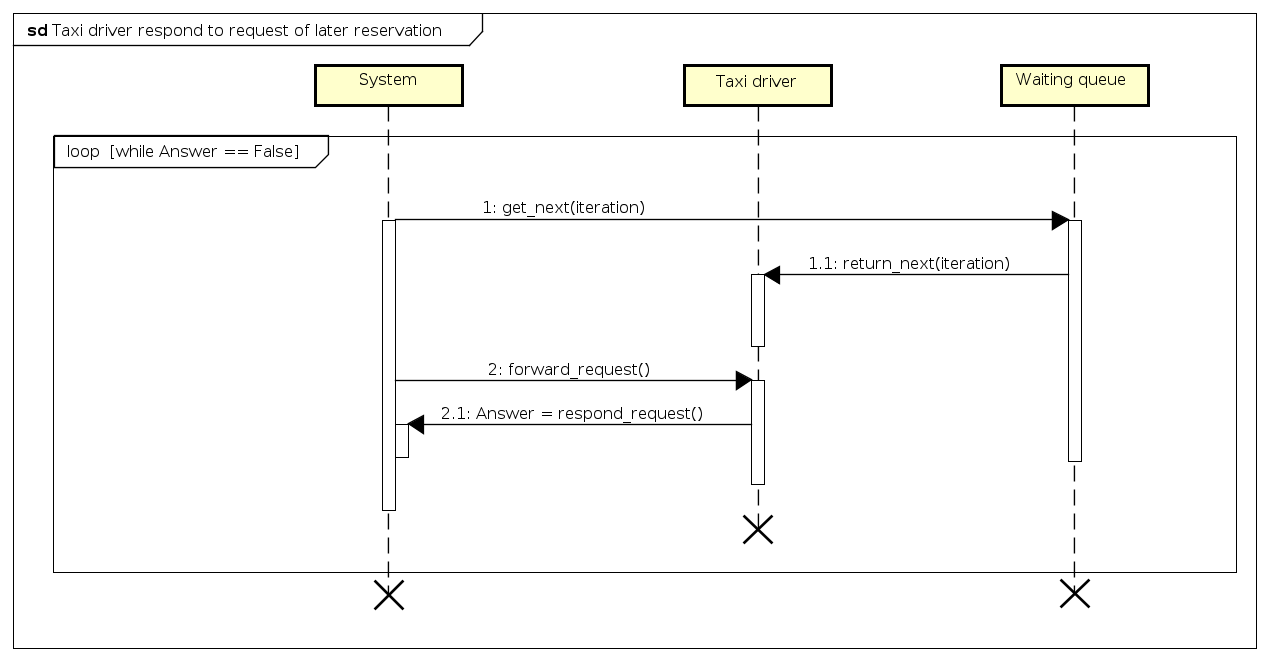 sd Taxi driver respond to request of later reservation
System
Taxi driver
Waiting queue
loop [while Answer == False]
1: get_next(iteration)
1.1: return_next(iteration)
2: forward_request()
2.1: Answer = respond_request()